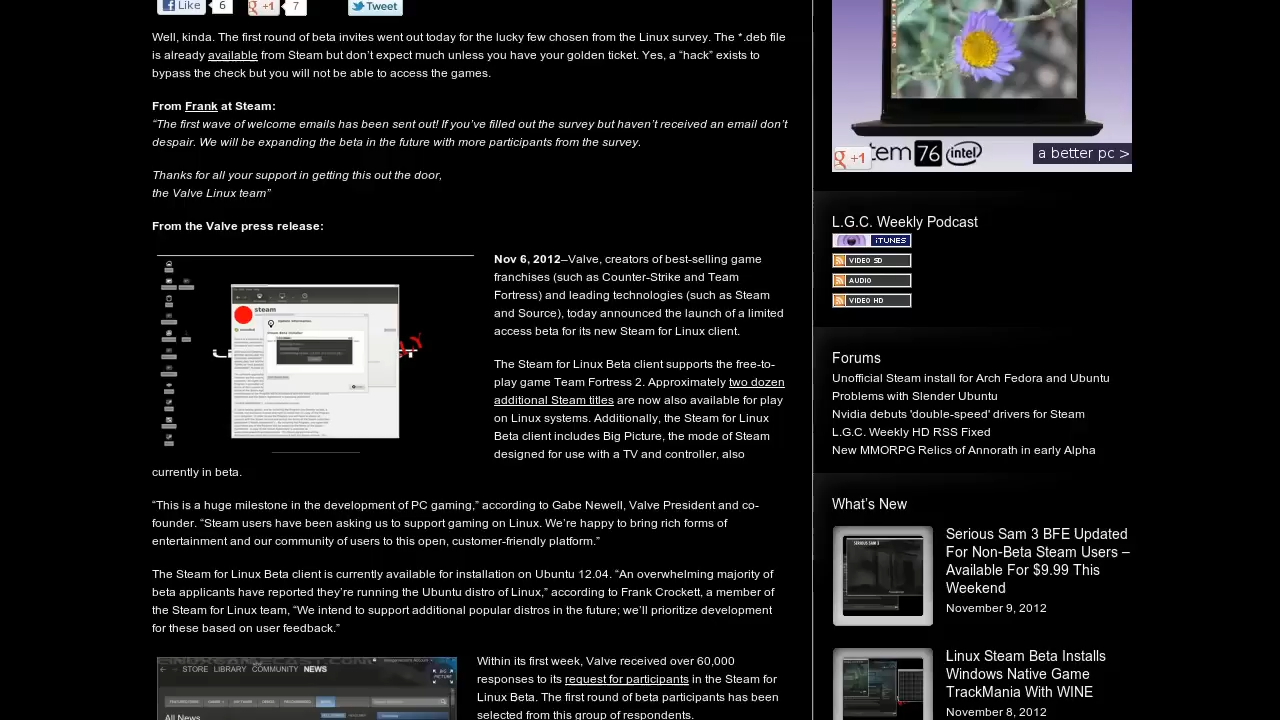 Like 6 +1 7 Tweet
Well, kinda. The first round of beta invites went out today for the lucky few chosen from the Linux survey. The *.deb file
is already available from Steam but don’t expect much unless you have your golden ticket. Yes, a “hack” exists to
bypass the check but you will not be able to access the games.
From Frank at Steam:
“The first wave of welcome emails has been sent out! If you’ve filled out the survey but haven’t received an email don’t
despair. We will be expanding the beta in the future with more participants from the survey.
Thanks for all your support in getting this out the door,
the Valve Linux team”
From the Valve press release:
steam
Nov 6, 2012–Valve, creators of best-selling game
franchises (such as Counter-Strike and Team
Fortress) and leading technologies (such as Steam
and Source), today announced the launch of a limited
access beta for its new Steam for Linux client.
The Steam for Linux Beta client supports the free-to-
play game Team Fortress 2. Approximately two dozen
additional Steam titles are now also available for play
on Linux systems. Additionally, the Steam for Linux
Beta client includes Big Picture, the mode of Steam
designed for use with a TV and controller, also
currently in beta.
“This is a huge milestone in the development of PC gaming,” according to Gabe Newell, Valve President and co-
founder. “Steam users have been asking us to support gaming on Linux. We’re happy to bring rich forms of
entertainment and our community of users to this open, customer-friendly platform.”
The Steam for Linux Beta client is currently available for installation on Ubuntu 12.04. “An overwhelming majority of
beta applicants have reported they’re running the Ubuntu distro of Linux,” according to Frank Crockett, a member of
the Steam for Linux team, “We intend to support additional popular distros in the future; we’ll prioritize development
for these based on user feedback.”
STORE LIBRARY COMMUNITY NEWS
BIG PICTURE
All News
Within its first week, Valve received over 60,000
responses to its request for participants in the Steam for
Linux Beta. The first round of beta participants has been
selected from this group of respondents.
g +1 tem 76 intel a better pc >
L.G.C. Weekly Podcast
iTUNES
VIDEO SD
AUDIO
VIDEO HD
Forums
Unofficial Steam client for Arch Fedora and Ubuntu
Problems with Slender on linux
Nvidia debuts ‘double speed’ drivers for Steam
L.G.C. Weekly HD RSS Fixed
New MMORPG Relics of Annorath in early Alpha
What’s New
SERIOUS SAM 3
Serious Sam 3 BFE Updated
For Non-Beta Steam Users –
Available For $9.99 This
Weekend
November 9, 2012
Linux Steam Beta Installs
Windows Native Game
TrackMania With WINE
November 8, 2012